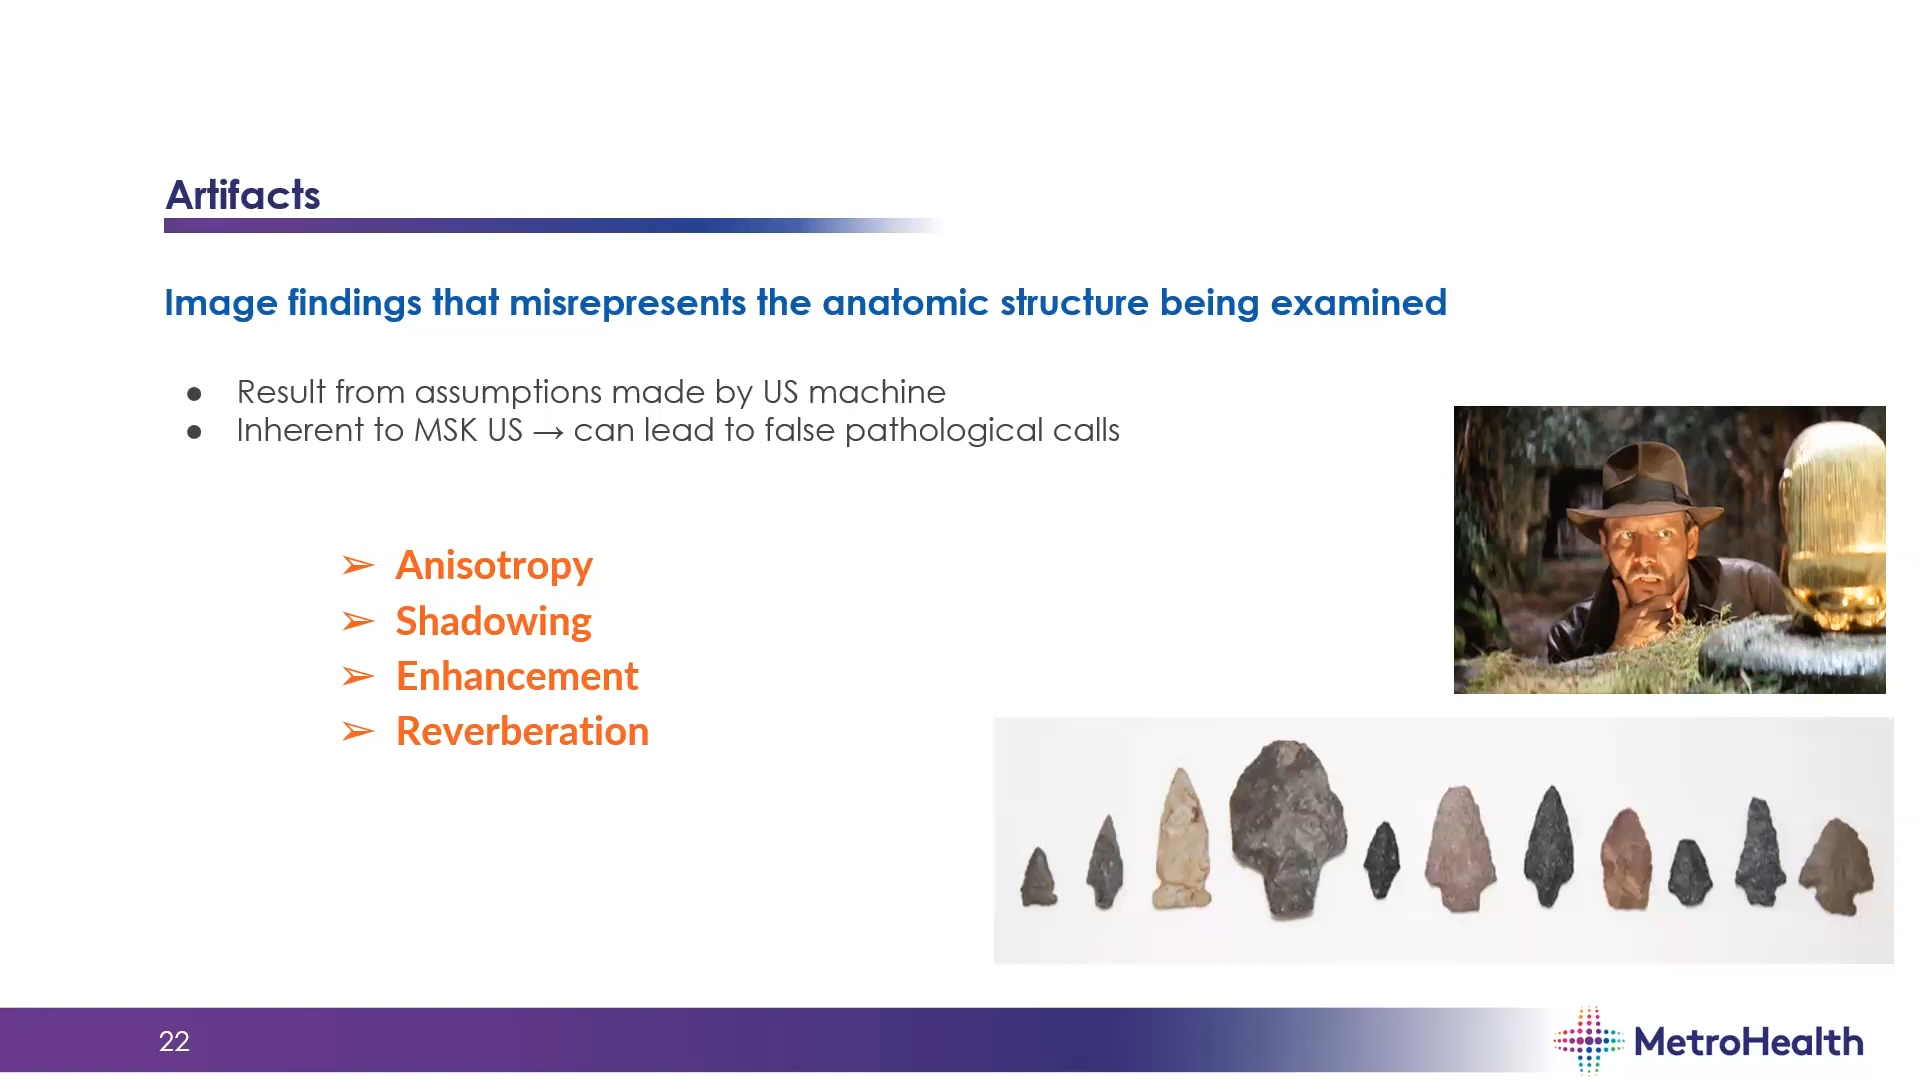 Artifacts
Image findings that misrepresents the anatomic structure being examined
● Result from assumptions made by US machine
● Inherent to MSK US → can lead to false pathological calls
➢ Anisotropy
➢ Shadowing
➢ Enhancement
➢ Reverberation
22
MetroHealth